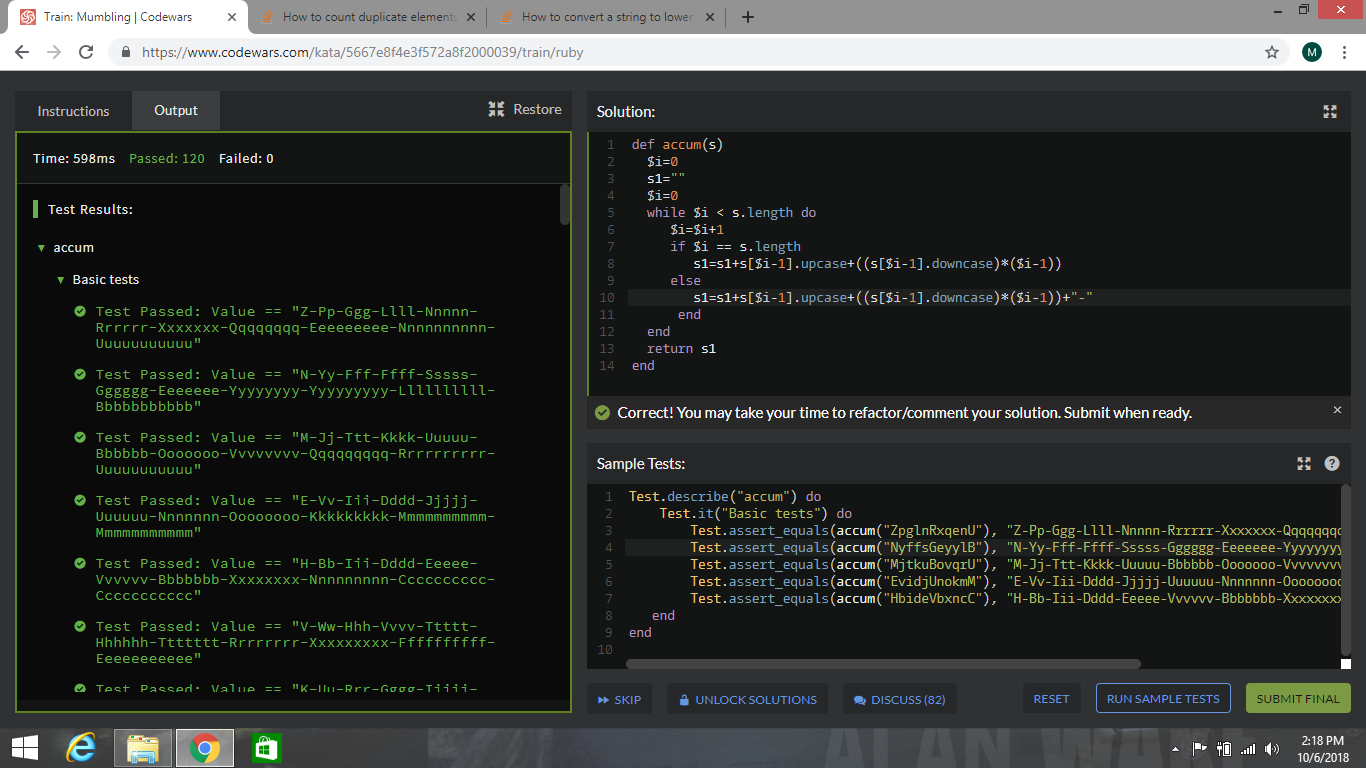 Train: Mumbling | Codewars
How to count duplicate elements
How to convert a string to lower
https://www.codewars.com/kata/5667e8f4e3f572a8f2000039/train/ruby
M
Instructions
Output
Restore
Time: 598ms Passed: 120 Failed: 0
Test Results:
accum
Basic tests
Test Passed: Value == "Z-Pp-Ggg-Llll-Nnnnn-
Rrrrrr-Xxxxxxx-Qqqqqqqq-Eeeeeeeee-Nnnnnnnnnn-
Uuuuuuuuuuu"
Test Passed: Value == "N-Yy-Fff-Ffff-Sssss-
Gggggg-Eeeeeee-Yyyyyyyy-Yyyyyyyyy-Llllllllll-
Bbbbbbbbbbb"
Test Passed: Value == "M-Jj-Ttt-Kkkk-Uuuuu-
Bbbbbb-Ooooooo-Vvvvvvvv-Qqqqqqqqq-Rrrrrrrrrr-
Uuuuuuuuuuu"
Test Passed: Value == "E-Vv-Iii-Dddd-Jjjjj-
Uuuuuu-Nnnnnnn-Oooooooo-Kkkkkkkkk-Mmmmmmmmmm-
Mmmmmmmmmmm"
Test Passed: Value == "H-Bb-Iii-Dddd-Eeeee-
Vvvvvv-Bbbbbbb-Xxxxxxxx-Nnnnnnnnn-Cccccccccc-
Ccccccccccc"
Test Passed: Value == "V-Ww-Hhh-Vvvv-Ttttt-
Hhhhhh-Ttttttt-Rrrrrrrr-Xxxxxxxxx-Ffffffffff-
Eeeeeeeeeee"
Test Passed: Value == "K-Uu-Rrr-Gggg-Iiiii-
Solution:
1 def accum(s)
2 $i=0
3 s1=""
4 $i=0
5 while $i < s.length do
6 $i=$i+1
7 if $i == s.length
8 s1=s1+s[$i-1].upcase+((s[$i-1].downcase)*($i-1))
9 else
10 s1=s1+s[$i-1].upcase+((s[$i-1].downcase)*($i-1))+"-"
11 end
12 end
13 return s1
14 end
Correct! You may take your time to refactor/comment your solution. Submit when ready.
Sample Tests:
1 Test.describe("accum") do
2 Test.it("Basic tests") do
3 Test.assert_equals(accum("ZpglnRxqenU"), "Z-Pp-Ggg-Llll-Nnnnn-Rrrrrr-Xxxxxxx-Qqqqqqqq
4 Test.assert_equals(accum("NyffsGeyylB"), "N-Yy-Fff-Ffff-Sssss-Gggggg-Eeeeeee-Yyyyyyyy
5 Test.assert_equals(accum("MjtkuBovqrU"), "M-Jj-Ttt-Kkkk-Uuuuu-Bbbbbb-Ooooooo-Vvvvvvvv
6 Test.assert_equals(accum("EvidjUnokmM"), "E-Vv-Iii-Dddd-Jjjjj-Uuuuuu-Nnnnnnn-Oooooooo
7 Test.assert_equals(accum("HbideVbxncC"), "H-Bb-Iii-Dddd-Eeeee-Vvvvvv-Bbbbbbb-Xxxxxxxx
8 end
9 end
10
SKIP
UNLOCK SOLUTIONS
DISCUSS (82)
RESET
RUN SAMPLE TESTS
SUBMIT FINAL
2:18 PM
10/6/2018